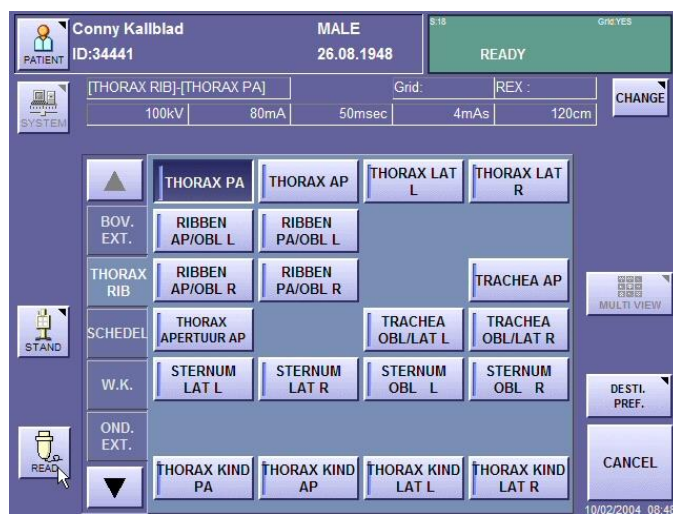 Conny Kallblad MALE
ID:34441 26.08.1948
PATIENT
S:18 Grid:YES
READY
SYSTEM
[THORAX RIB]-[THORAX PA] Grid: REX :
100kV 80mA 50msec 4mAs 120cm
CHANGE
THORAX PA THORAX AP THORAX LAT L THORAX LAT R
BOV. EXT.
RIBBEN AP/OBL L RIBBEN PA/OBL L
THORAX RIB
RIBBEN AP/OBL R RIBBEN PA/OBL R TRACHEA AP
MULTI VIEW
STAND
SCHEDEL
THORAX APERTUUR AP TRACHEA OBL/LAT L TRACHEA OBL/LAT R
W.K.
STERNUM LAT L STERNUM LAT R STERNUM OBL L STERNUM OBL R
DESTI. PREF.
OND. EXT.
READ
THORAX KIND PA THORAX KIND AP THORAX KIND LAT L THORAX KIND LAT R
CANCEL
10/02/2004 08:48